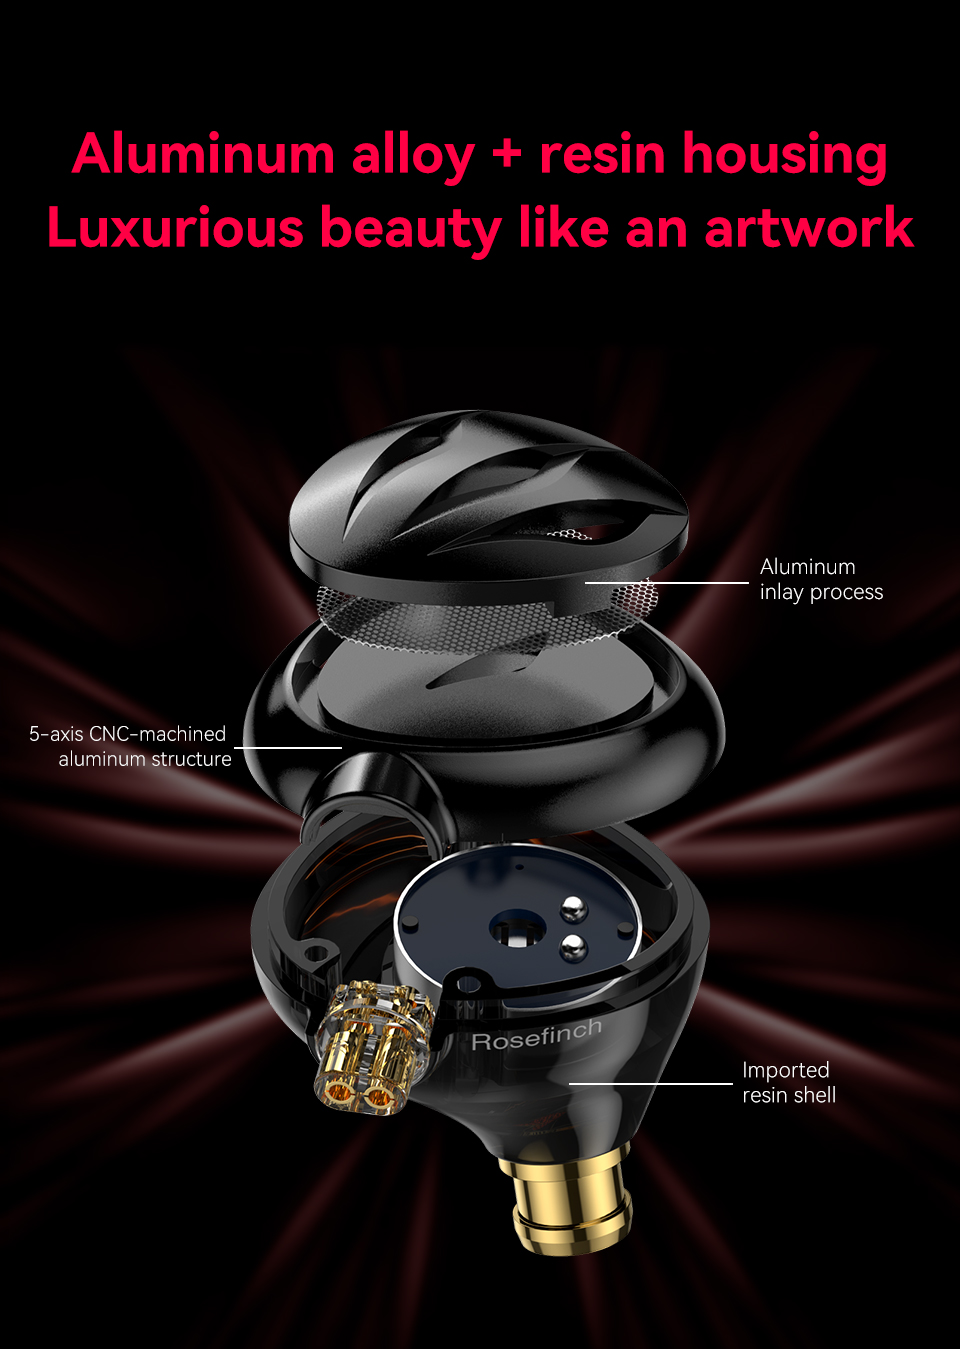 Aluminum alloy + resin housing
Luxurious beauty like an artwork
Aluminum
inlay process
5-axis CNC-machined
aluminum structure
Rosefinch
Imported
resin shell